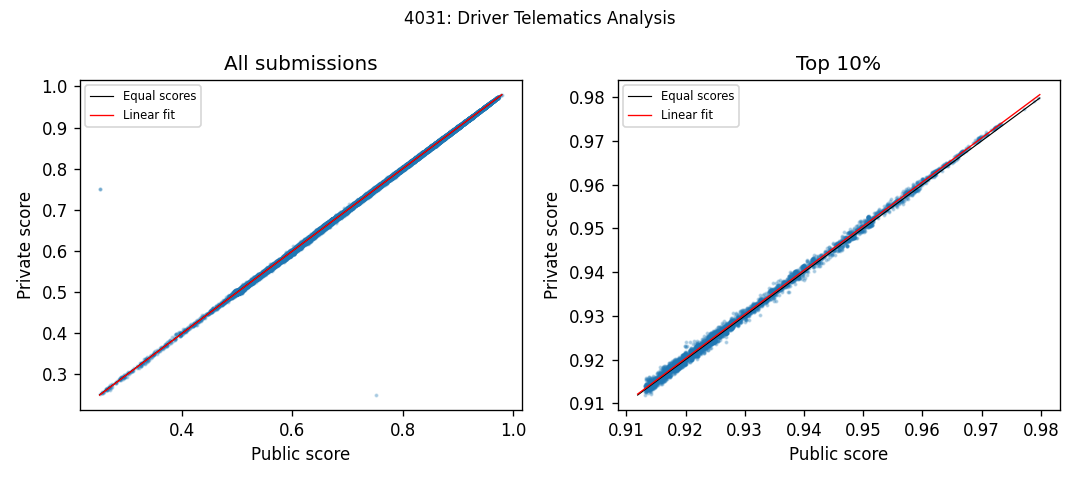 4031: Driver Telematics Analysis
All submissions
Equal scores
Linear fit
1.0
0.9
0.8
0.7
0.6
0.5
0.4
0.3
Private score
0.4 0.6 0.8 1.0
Public score
Top 10%
Equal scores
Linear fit
0.98
0.97
0.96
0.95
0.94
0.93
0.92
0.91
Private score
0.91 0.92 0.93 0.94 0.95 0.96 0.97 0.98
Public score